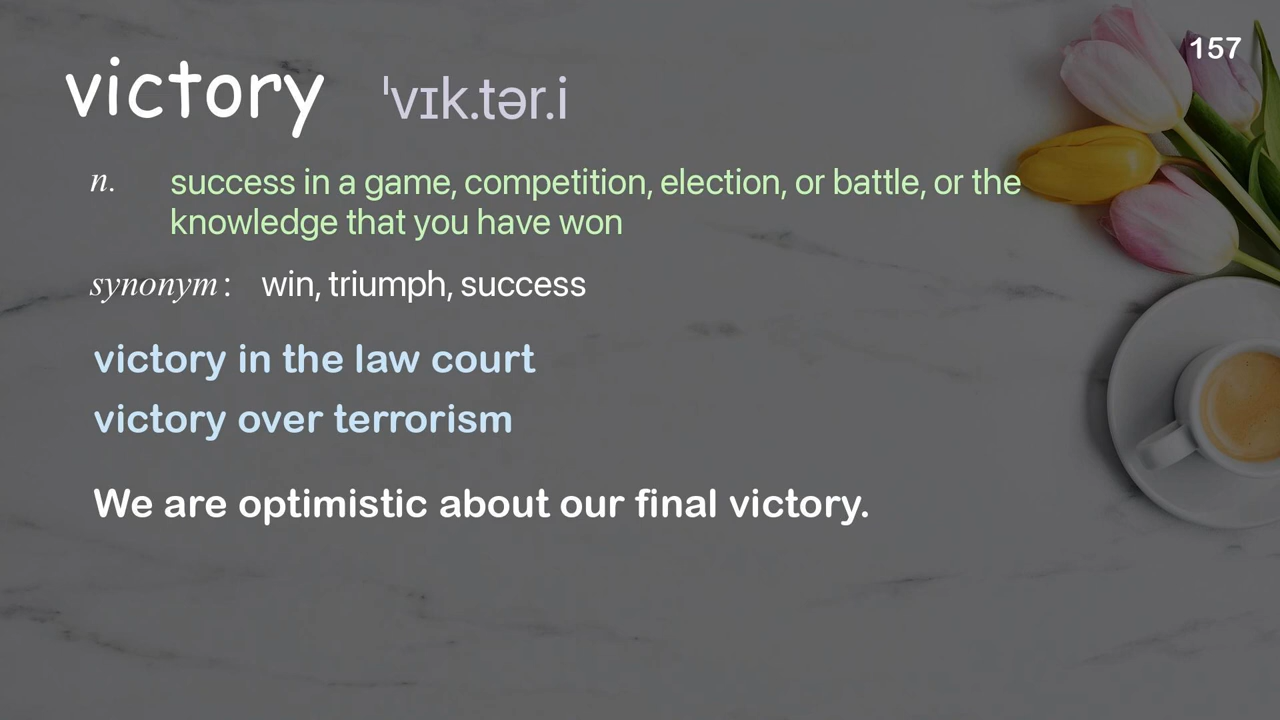 157
victory ˈvɪk.tər.i
n. success in a game, competition, election, or battle, or the
knowledge that you have won
synonym: win, triumph, success
victory in the law court
victory over terrorism
We are optimistic about our final victory.